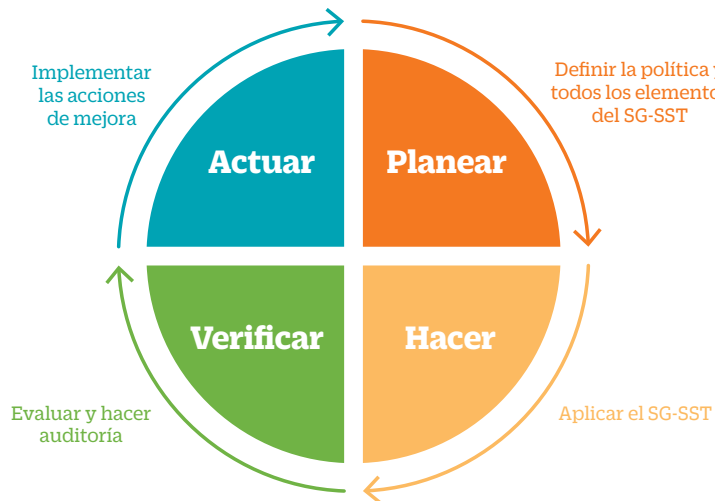 Implementar
las acciones
de mejora
Definir la política
todos los
del SG-SST
Actuar
Planear
Verificar
Hacer
Evaluar y hacer
auditoría
Aplicar el SG-SST